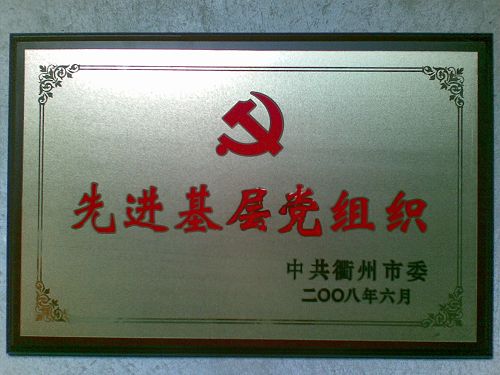 先进基层党组织
中共衢州市委
二〇〇八年六月